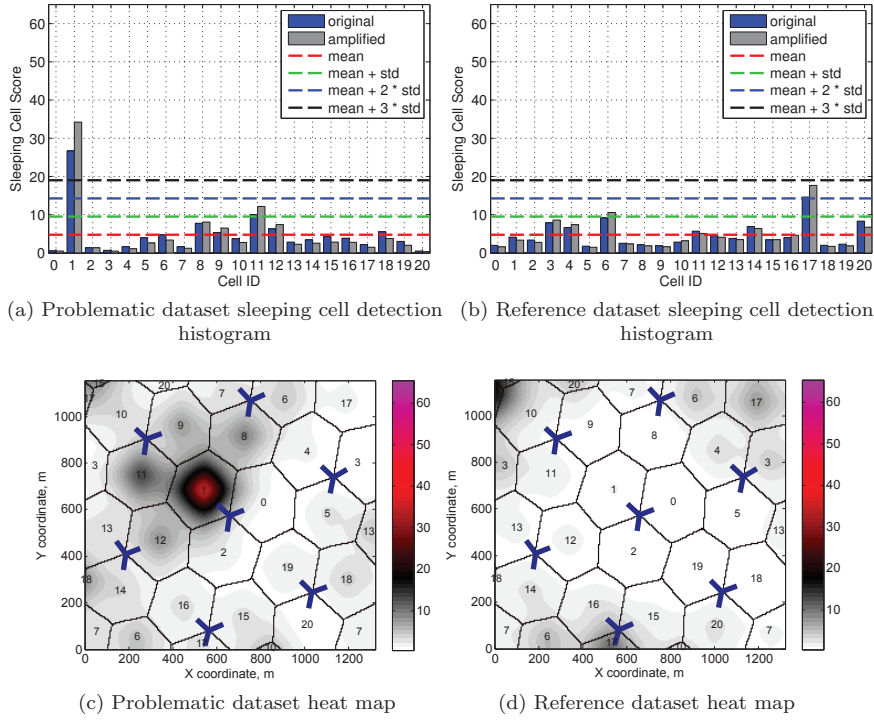 60
50
40
30
20
10
0
Sleeping Cell Score
original
amplified
mean
mean + std
mean + 2 * std
mean + 3 * std
0 1 2 3 4 5 6 7 8 9 10 11 12 13 14 15 16 17 18 19 20
Cell ID
60
50
40
30
20
10
0
Sleeping Cell Score
original
amplified
mean
mean + std
mean + 2 * std
mean + 3 * std
0 1 2 3 4 5 6 7 8 9 10 11 12 13 14 15 16 17 18 19 20
Cell ID
(a) Problematic dataset sleeping cell detection
histogram
(b) Reference dataset sleeping cell detection
histogram
1000
800
600
400
200
0
Y coordinate, m
20 7 6 17
10 9 8 4
3 11 1 0 3
13 12 2 5 13
18 14 16 19 18
7 6 15 20 7
10
0 200 400 600 800 1000 1200
X coordinate, m
60
50
40
30
20
10
(c) Problematic dataset heat map
1000
800
600
400
200
0
Y coordinate, m
20 7 6 17
10 9 8 4
3 11 1 0 3
13 12 2 5 13
18 14 16 19 18
7 6 15 20 7
10
0 200 400 600 800 1000 1200
X coordinate, m
60
50
40
30
20
10
(d) Reference dataset heat map